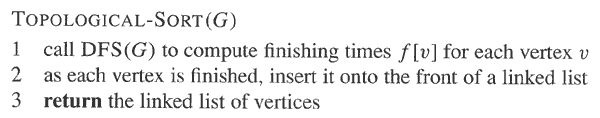 TOPOLOGICAL-SORT(G)
1 call DFS(G) to compute finishing times f[v] for each vertex v
2 as each vertex is finished, insert it onto the front of a linked list
3 return the linked list of vertices